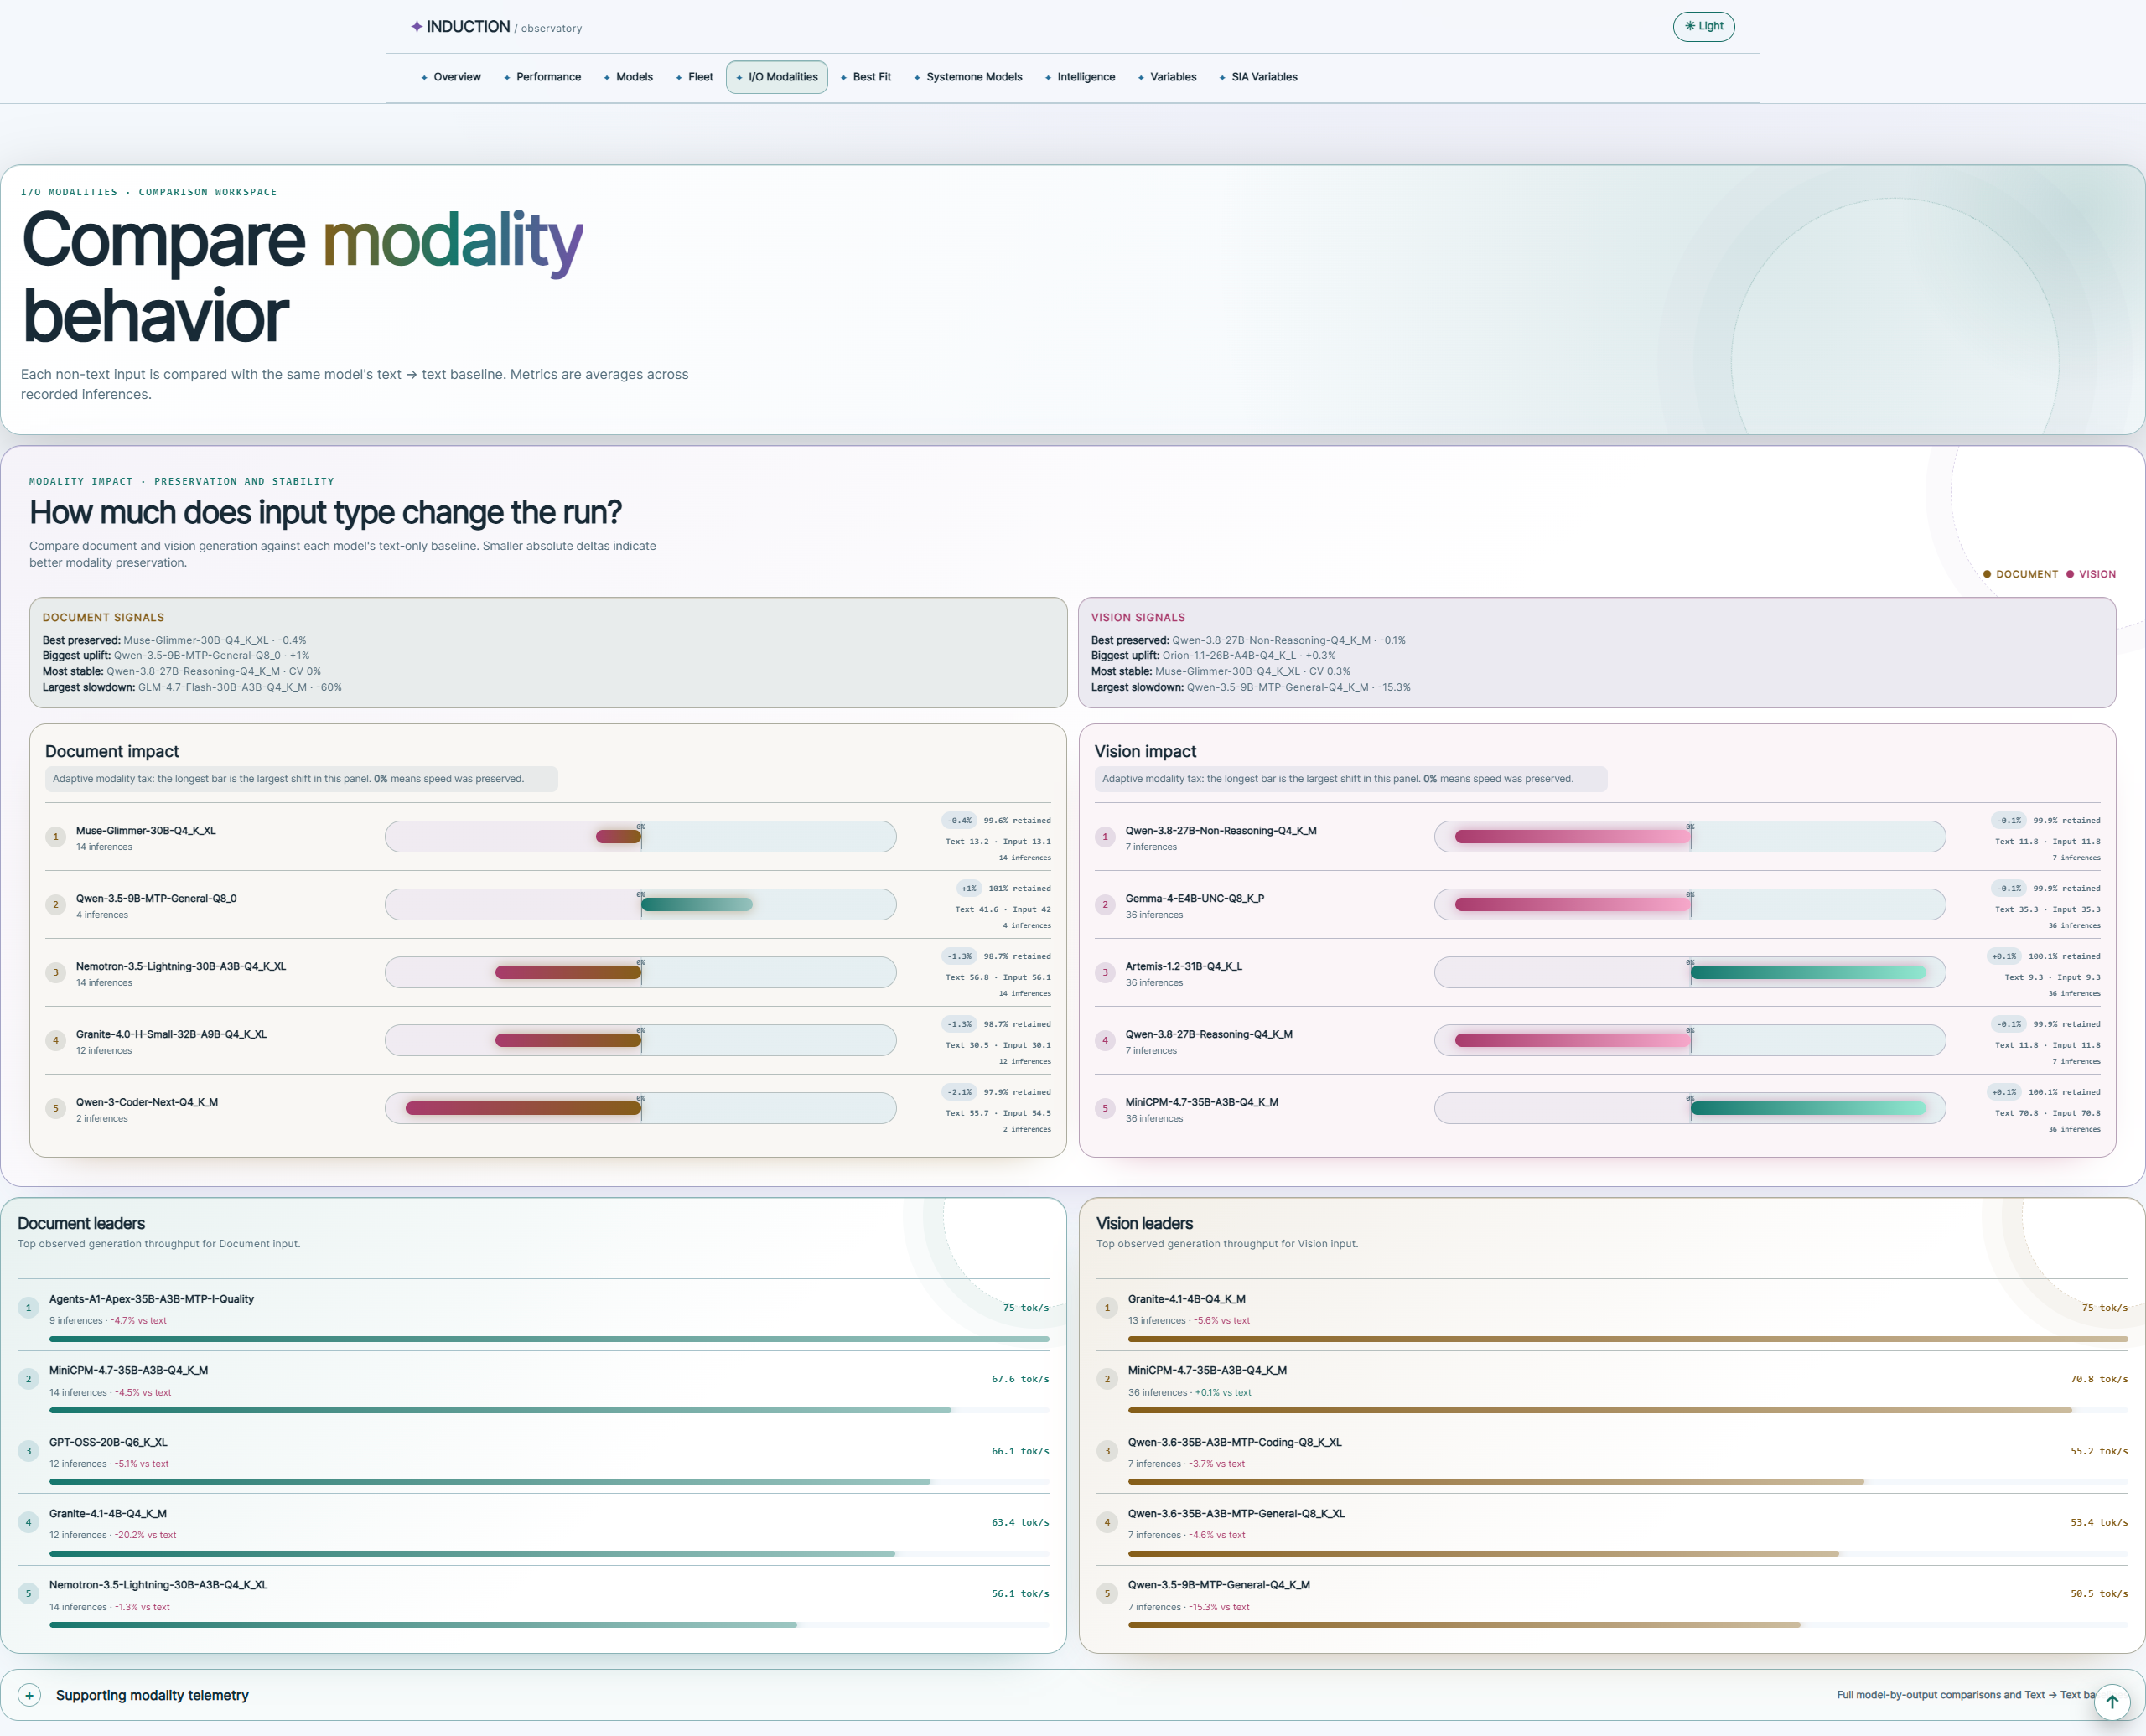 ✦ INDUCTION / observatory
☀ Light
✦ Overview ✦ Performance ✦ Models ✦ Fleet ✦ I/O Modalities ✦ Best Fit ✦ Systemone Models ✦ Intelligence ✦ Variables ✦ SIA Variables
I/O MODALITIES · COMPARISON WORKSPACE
Compare modality
behavior
Each non-text input is compared with the same model's text → text baseline. Metrics are averages across
recorded inferences.
MODALITY IMPACT · PRESERVATION AND STABILITY
How much does input type change the run?
Compare document and vision generation against each model's text-only baseline. Smaller absolute deltas indicate
better modality preservation.
DOCUMENT VISION
DOCUMENT SIGNALS
Best preserved: Muse-Glimmer-30B-Q4_K_XL · -0.4%
Biggest uplift: Qwen-3.5-9B-MTP-General-Q8_0 · +1%
Most stable: Qwen-3.8-27B-Reasoning-Q4_K_M · CV 0%
Largest slowdown: GLM-4.7-Flash-30B-A3B-Q4_K_M · -60%
VISION SIGNALS
Best preserved: Qwen-3.8-27B-Non-Reasoning-Q4_K_M · -0.1%
Biggest uplift: Orion-1.1-26B-A4B-Q4_K_L · +0.3%
Most stable: Muse-Glimmer-30B-Q4_K_XL · CV 0.3%
Largest slowdown: Qwen-3.5-9B-MTP-General-Q4_K_M · -15.3%
Document impact
Adaptive modality tax: the longest bar is the largest shift in this panel. 0% means speed was preserved.
1
Muse-Glimmer-30B-Q4_K_XL
14 inferences
0%
-0.4% 99.6% retained
Text 13.2 · Input 13.1
14 inferences
2
Qwen-3.5-9B-MTP-General-Q8_0
4 inferences
0%
+1% 101% retained
Text 41.6 · Input 42
4 inferences
3
Nemotron-3.5-Lightning-30B-A3B-Q4_K_XL
14 inferences
0%
-1.3% 98.7% retained
Text 56.8 · Input 56.1
14 inferences
4
Granite-4.0-H-Small-32B-A9B-Q4_K_XL
12 inferences
0%
-1.3% 98.7% retained
Text 30.5 · Input 30.1
12 inferences
5
Qwen-3-Coder-Next-Q4_K_M
2 inferences
0%
-2.1% 97.9% retained
Text 55.7 · Input 54.5
2 inferences
Vision impact
Adaptive modality tax: the longest bar is the largest shift in this panel. 0% means speed was preserved.
1
Qwen-3.8-27B-Non-Reasoning-Q4_K_M
7 inferences
0%
-0.1% 99.9% retained
Text 11.8 · Input 11.8
7 inferences
2
Gemma-4-E4B-UNC-Q8_K_P
36 inferences
0%
-0.1% 99.9% retained
Text 35.3 · Input 35.3
36 inferences
3
Artemis-1.2-31B-Q4_K_L
36 inferences
0%
+0.1% 100.1% retained
Text 9.3 · Input 9.3
36 inferences
4
Qwen-3.8-27B-Reasoning-Q4_K_M
7 inferences
0%
-0.1% 99.9% retained
Text 11.8 · Input 11.8
7 inferences
5
MiniCPM-4.7-35B-A3B-Q4_K_M
36 inferences
0%
+0.1% 100.1% retained
Text 70.8 · Input 70.8
36 inferences
Document leaders
Top observed generation throughput for Document input.
1
Agents-A1-Apex-35B-A3B-MTP-I-Quality
9 inferences · -4.7% vs text
75 tok/s
2
MiniCPM-4.7-35B-A3B-Q4_K_M
14 inferences · -4.5% vs text
67.6 tok/s
3
GPT-OSS-20B-Q6_K_XL
12 inferences · -5.1% vs text
66.1 tok/s
4
Granite-4.1-4B-Q4_K_M
12 inferences · -20.2% vs text
63.4 tok/s
5
Nemotron-3.5-Lightning-30B-A3B-Q4_K_XL
14 inferences · -1.3% vs text
56.1 tok/s
Vision leaders
Top observed generation throughput for Vision input.
1
Granite-4.1-4B-Q4_K_M
13 inferences · -5.6% vs text
75 tok/s
2
MiniCPM-4.7-35B-A3B-Q4_K_M
36 inferences · +0.1% vs text
70.8 tok/s
3
Qwen-3.6-35B-A3B-MTP-Coding-Q8_K_XL
7 inferences · -3.7% vs text
55.2 tok/s
4
Qwen-3.6-35B-A3B-MTP-General-Q8_K_XL
7 inferences · -4.6% vs text
53.4 tok/s
5
Qwen-3.5-9B-MTP-General-Q4_K_M
7 inferences · -15.3% vs text
50.5 tok/s
+ Supporting modality telemetry
Full model-by-output comparisons and Text → Text ba